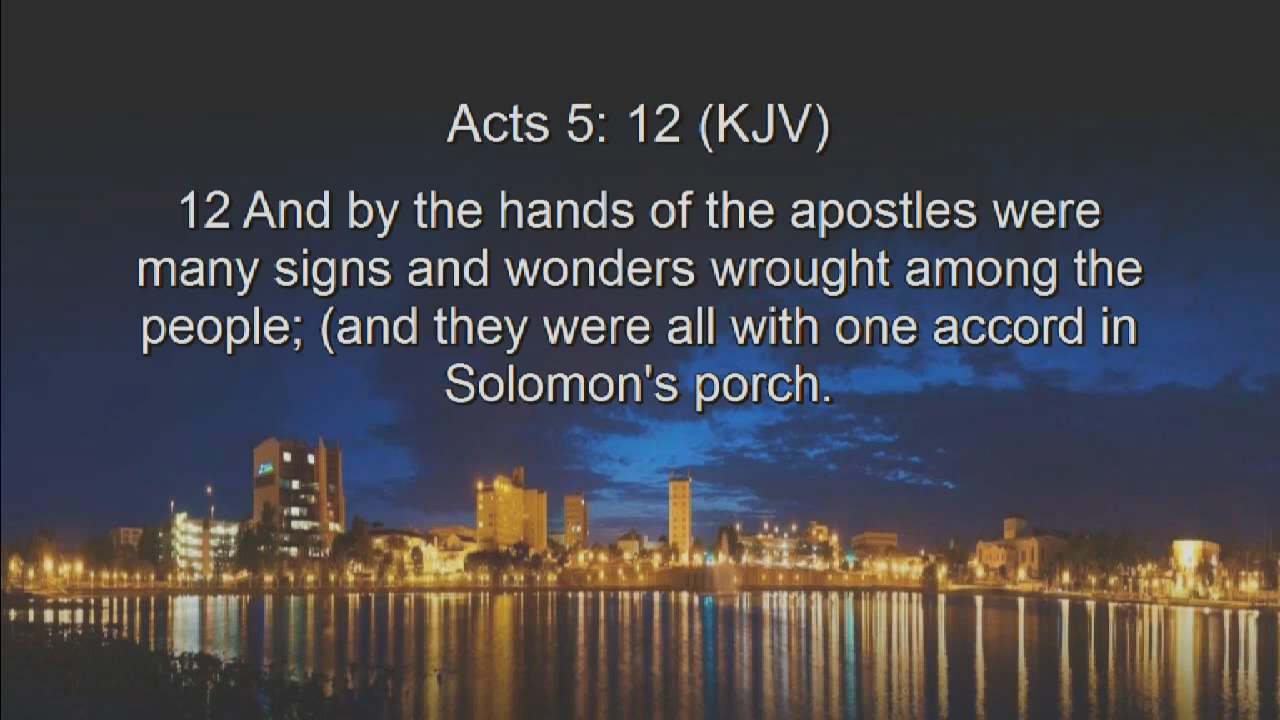 Acts 5: 12 (KJV)
12 And by the hands of the apostles were
many signs and wonders wrought among the
people; (and they were all with one accord in
Solomon's porch.